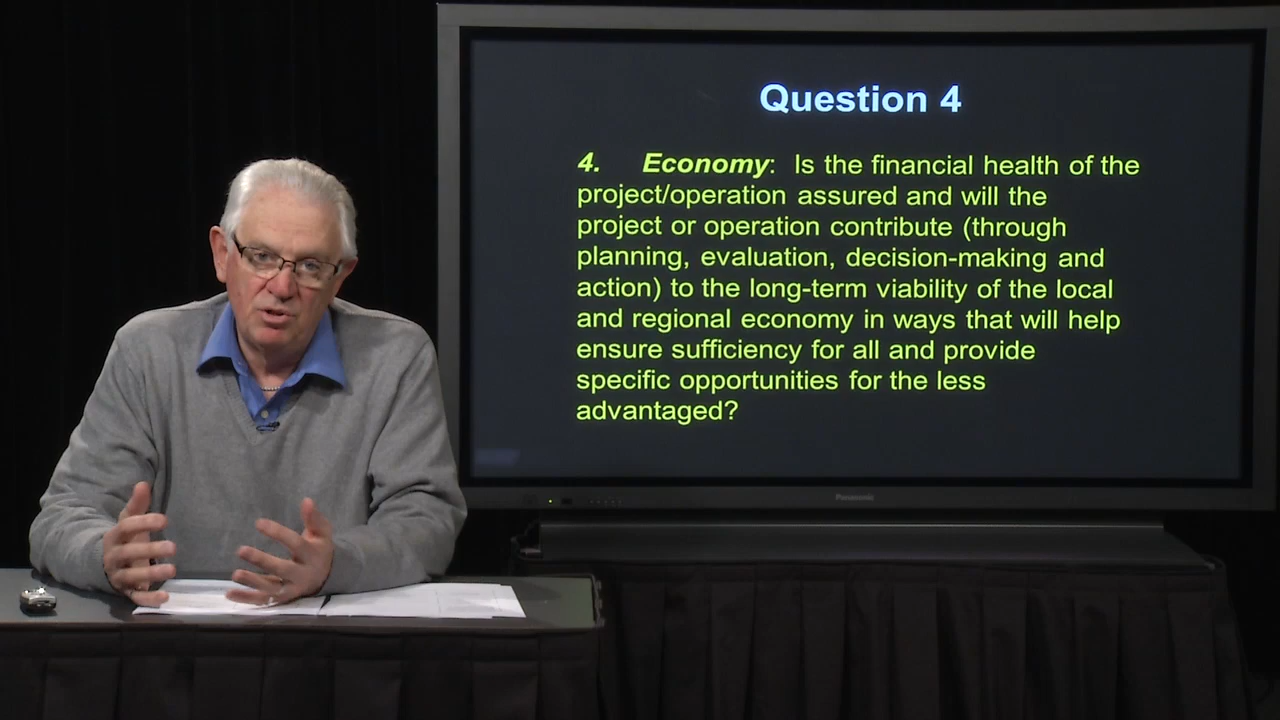 Question 4
4. Economy: Is the financial health of the
project/operation assured and will the
project or operation contribute (through
planning, evaluation, decision-making and
action) to the long-term viability of the local
and regional economy in ways that will help
ensure sufficiency for all and provide
specific opportunities for the less
advantaged?
Panasonic